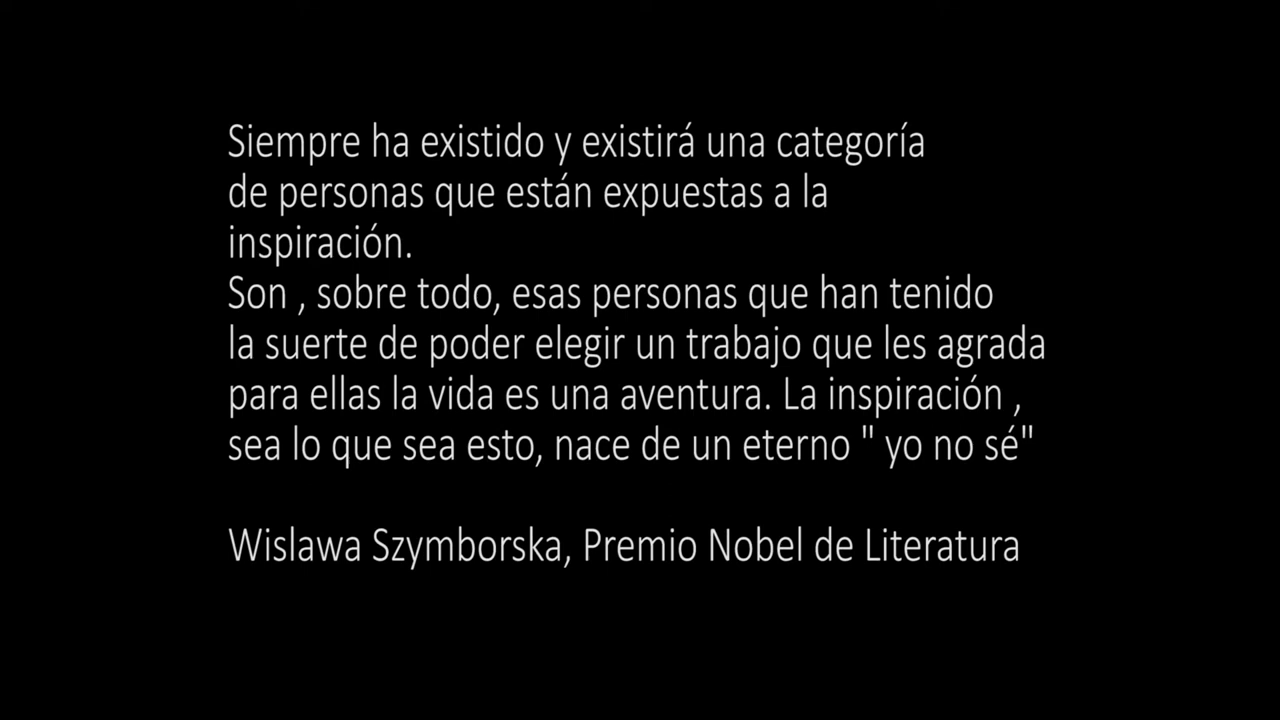 Siempre ha existido y existirá una categoría
de personas que están expuestas a la
inspiración.
Son , sobre todo, esas personas que han tenido
la suerte de poder elegir un trabajo que les agrada
para ellas la vida es una aventura. La inspiración ,
sea lo que sea esto, nace de un eterno " yo no sé"
Wislawa Szymborska, Premio Nobel de Literatura